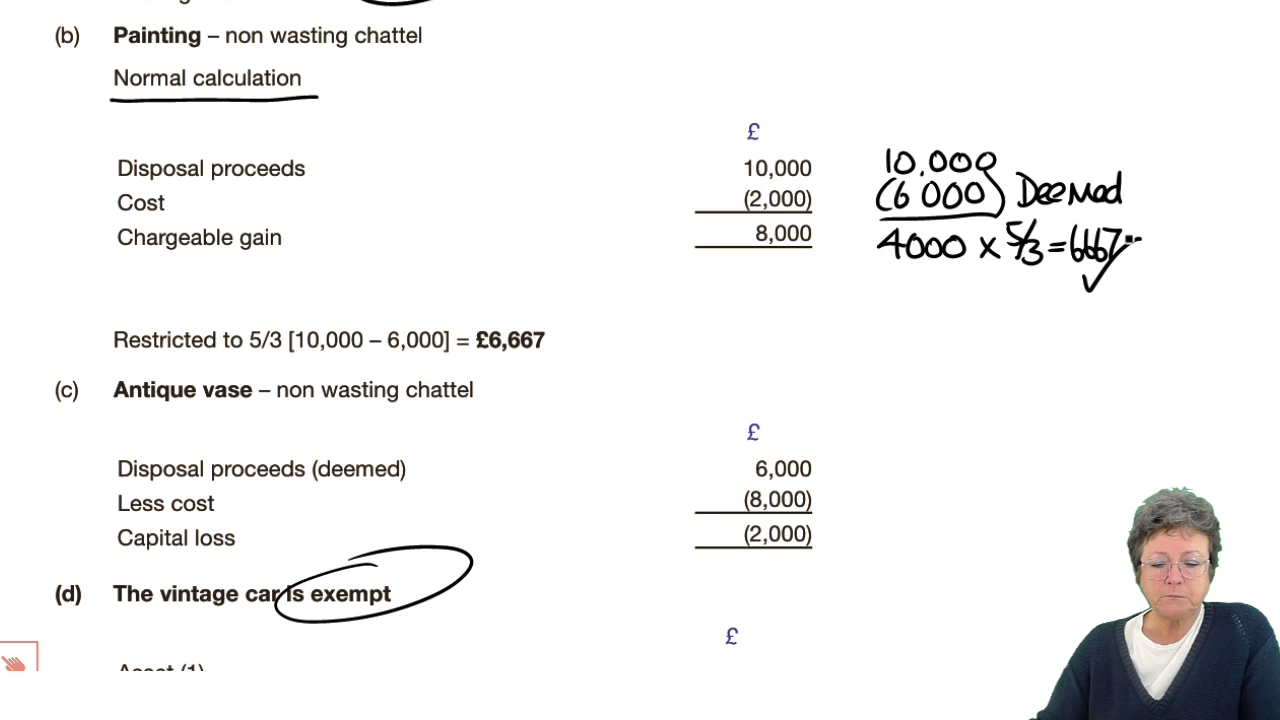 (b) Painting – non wasting chattel
Normal calculation
£
Disposal proceeds 10,000
Cost (2,000)
Chargeable gain 8,000
10,000
(6 000) Deemed
4000 x 5/3 = 6667
Restricted to 5/3 [10,000 – 6,000] = £6,667
(c) Antique vase – non wasting chattel
£
Disposal proceeds (deemed) 6,000
Less cost (8,000)
Capital loss (2,000)
(d) The vintage car is exempt
£
Asset (1)